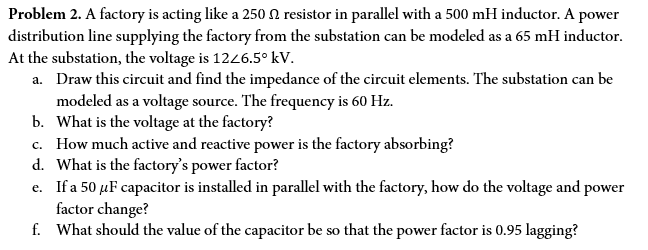 Problem 2. A factory is acting like a 250 Ω resistor in parallel with a 500 mH inductor. A power
distribution line supplying the factory from the substation can be modeled as a 65 mH inductor.
At the substation, the voltage is 12∠6.5° kV.
a. Draw this circuit and find the impedance of the circuit elements. The substation can be
modeled as a voltage source. The frequency is 60 Hz.
b. What is the voltage at the factory?
c. How much active and reactive power is the factory absorbing?
d. What is the factory's power factor?
e. If a 50 μF capacitor is installed in parallel with the factory, how do the voltage and power
factor change?
f. What should the value of the capacitor be so that the power factor is 0.95 lagging?